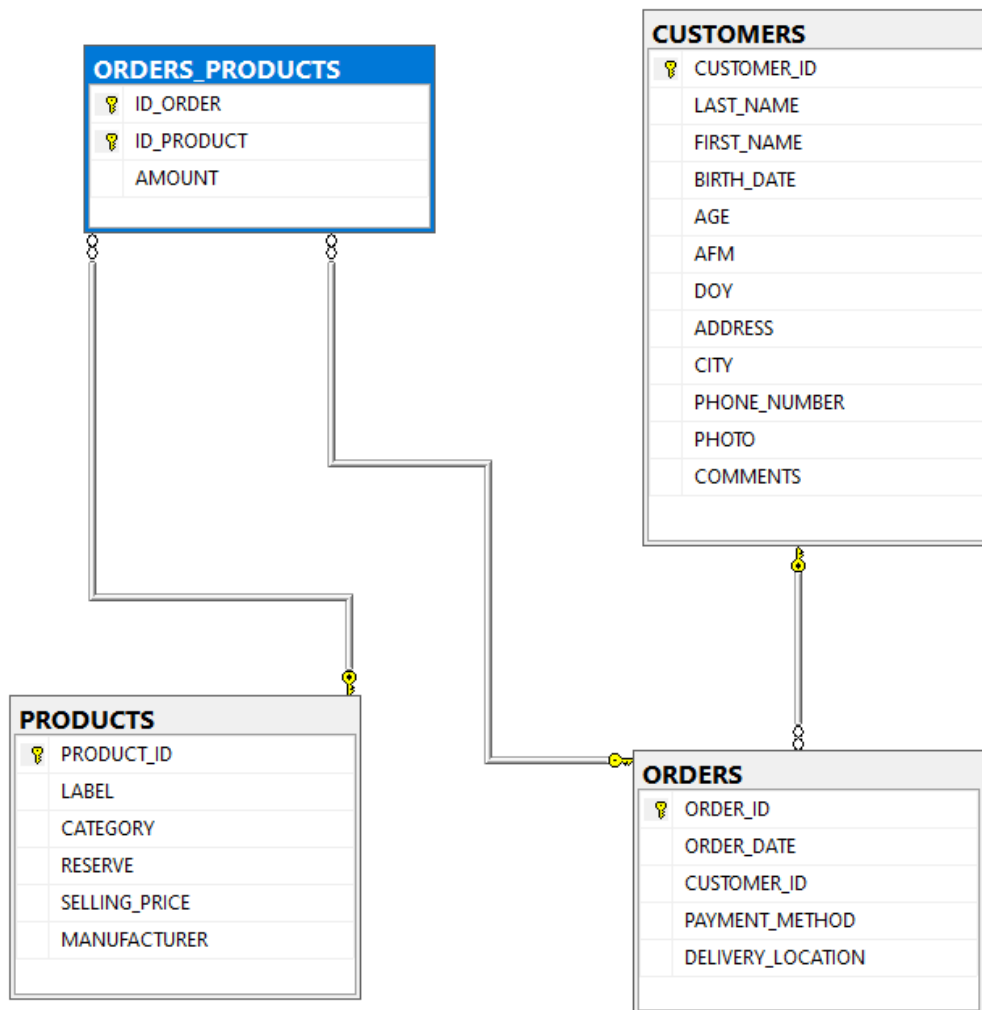 ORDERS_PRODUCTS
ID_ORDER
ID_PRODUCT
AMOUNT
CUSTOMERS
CUSTOMER_ID
LAST_NAME
FIRST_NAME
BIRTH_DATE
AGE
AFM
DOY
ADDRESS
CITY
PHONE_NUMBER
PHOTO
COMMENTS
PRODUCTS
PRODUCT_ID
LABEL
CATEGORY
RESERVE
SELLING_PRICE
MANUFACTURER
ORDERS
ORDER_ID
ORDER_DATE
CUSTOMER_ID
PAYMENT_METHOD
DELIVERY_LOCATION